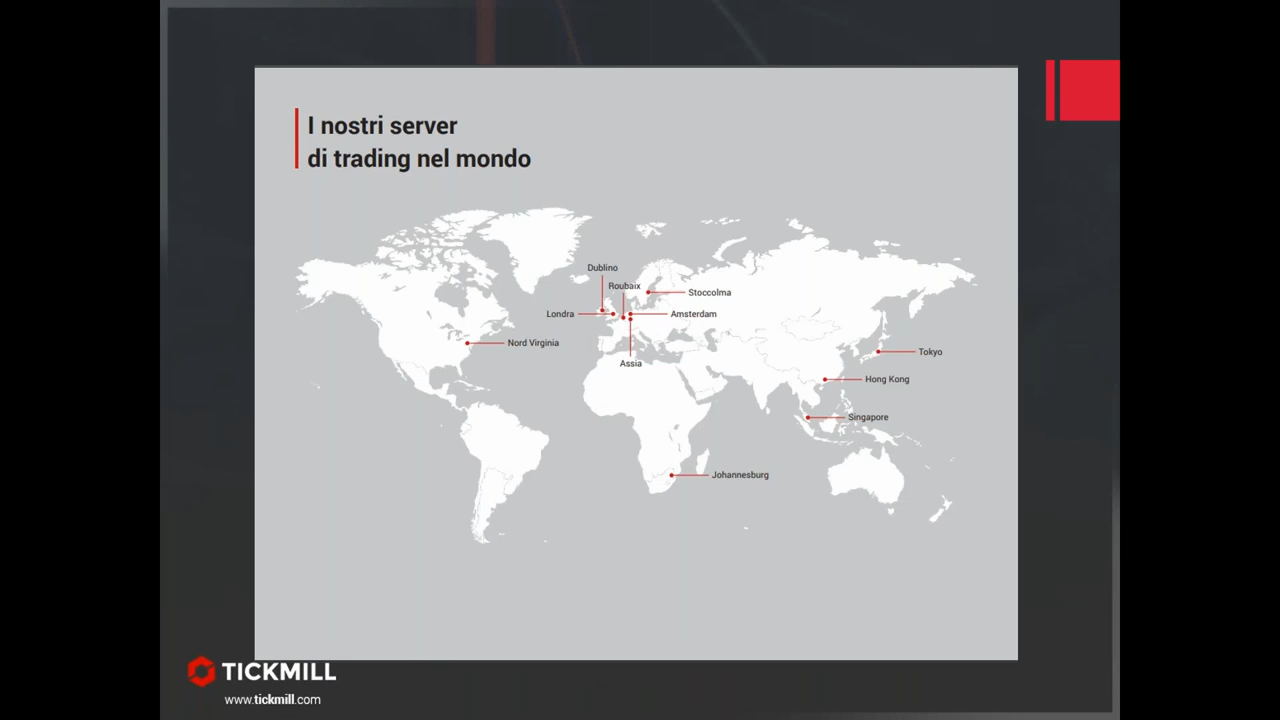 I nostri server
di trading nel mondo
Dublino
Roubaix
Stoccolma
Londra
Amsterdam
Nord Virginia
Assia
Tokyo
Hong Kong
Singapore
Johannesburg
TICKMILL
www.tickmill.com